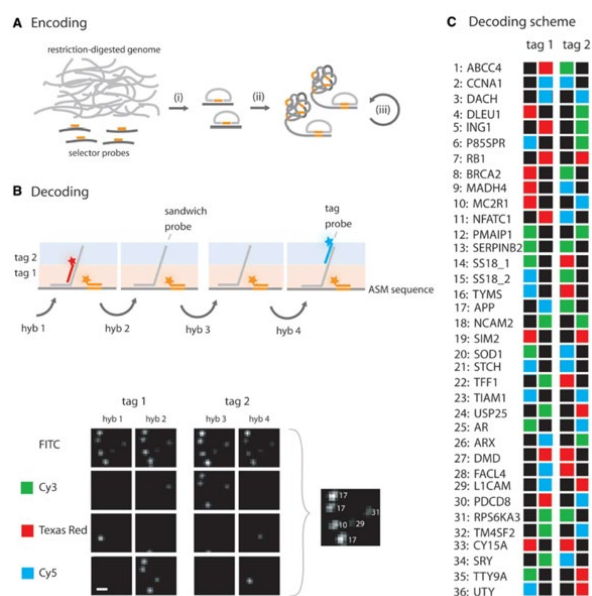 A Encoding
restriction-digested genome
(i)
(ii)
(iii)
selector probes
B Decoding
sandwich
probe
tag
probe
tag 2
tag 1
ASM sequence
hyb 1
hyb 2
hyb 3
hyb 4
tag 1
tag 2
hyb 1
hyb 2
hyb 3
hyb 4
FITC
Cy3
Texas Red
Cy5
17
17
31
10
29
17
C Decoding scheme
tag 1 tag 2
1: ABCC4
2: CCNA1
3: DACH
4: DLEU1
5: ING1
6: P85SPR
7: RB1
8: BRCA2
9: MADH4
10: MC2R1
11: NFATC1
12: PMAIP1
13: SERPINB2
14: SS18_1
15: SS18_2
16: TYMS
17: APP
18: NCAM2
19: SIM2
20: SOD1
21: STCH
22: TFF1
23: TIAM1
24: USP25
25: AR
26: ARX
27: DMD
28: FACL4
29: L1CAM
30: PDCD8
31: RPS6KA3
32: TM4SF2
33: CY15A
34: SRY
35: TTY9A
36: UTY